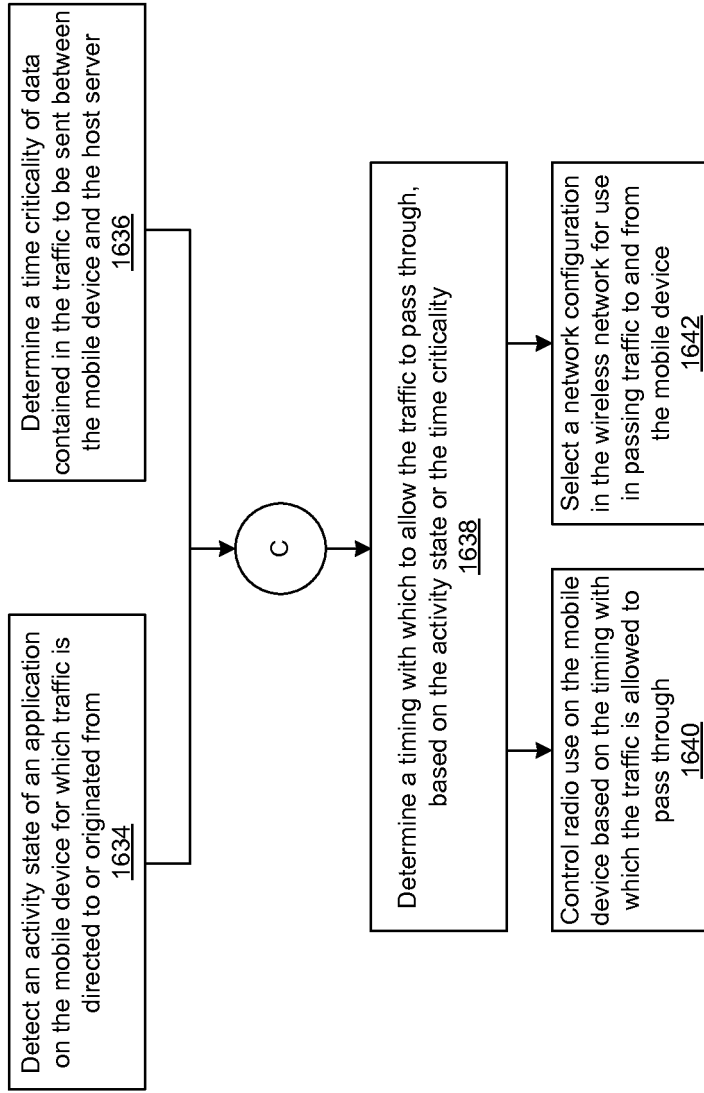 Detect an activity state of an application
on the mobile device for which traffic is
directed to or originated from
1634
Determine a time criticality of data
contained in the traffic to be sent between
the mobile device and the host server
1636
C
Determine a timing with which to allow the traffic to pass through,
based on the activity state or the time criticality
1638
Control radio use on the mobile
device based on the timing with
which the traffic is allowed to
pass through
1640
Select a network configuration
in the wireless network for use
in passing traffic to and from
the mobile device
1642